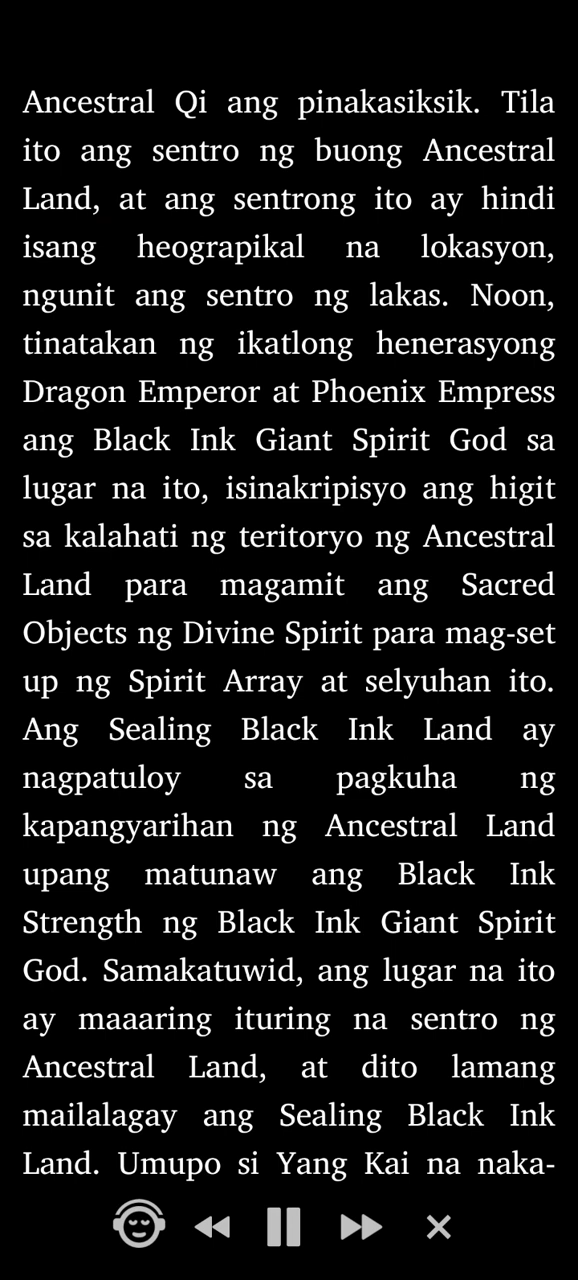 Ancestral Qi ang pinakasiksik. Tila
ito ang sentro ng buong Ancestral
Land, at ang sentrong ito ay hindi
isang heograpikal na lokasyon,
ngunit ang sentro ng lakas. Noon,
tinatakan ng ikatlong henerasyong
Dragon Emperor at Phoenix Empress
ang Black Ink Giant Spirit God sa
lugar na ito, isinakripisyo ang higit
sa kalahati ng teritoryo ng Ancestral
Land para magamit ang Sacred
Objects ng Divine Spirit para mag-set
up ng Spirit Array at selyuhan ito.
Ang Sealing Black Ink Land ay
nagpatuloy sa pagkuha ng
kapangyarihan ng Ancestral Land
upang matunaw ang Black Ink
Strength ng Black Ink Giant Spirit
God. Samakatuwid, ang lugar na ito
ay maaaring ituring na sentro ng
Ancestral Land, at dito lamang
mailalagay ang Sealing Black Ink
Land. Umupo si Yang Kai na naka-